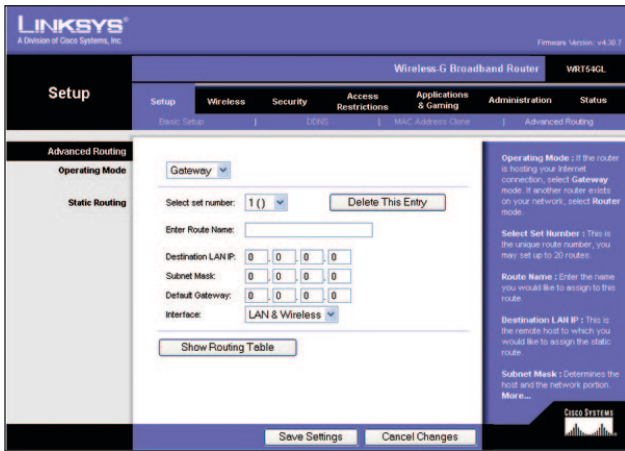 LINKSYS®
A Division of Cisco Systems, Inc.
Firmware Version: v4.30.7
Wireless-G Broadband Router
WRT54GL
Setup
Setup
Wireless
Security
Access Restrictions
Applications & Gaming
Administration
Status
Basic Setup | DDNS | MAC Address Clone | Advanced Routing
Advanced Routing
Operating Mode
Gateway
Static Routing
Select set number: 1 ()
Delete This Entry
Enter Route Name:
Destination LAN IP: 0 . 0 . 0 . 0
Subnet Mask: 0 . 0 . 0 . 0
Default Gateway: 0 . 0 . 0 . 0
Interface: LAN & Wireless
Show Routing Table
Save Settings
Cancel Changes
Operating Mode : If the router
is hosting your Internet
connection, select Gateway
mode. If another router exists
on your network, select Router
mode.
Select Set Number : This is
the unique route number, you
may set up to 20 routes.
Route Name : Enter the name
you would like to assign to this
route.
Destination LAN IP : This is
the remote host to which you
would like to assign the static
route.
Subnet Mask : Determines the
host and the network portion.
More...
CISCO SYSTEMS